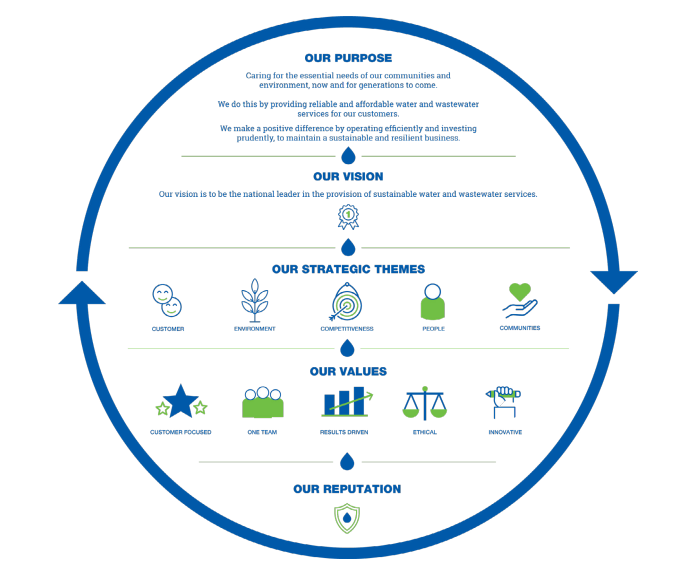 OUR PURPOSE
Caring for the essential needs of our communities and
environment, now and for generations to come.
We do this by providing reliable and affordable water and wastewater
services for our customers.
We make a positive difference by operating efficiently and investing
prudently, to maintain a sustainable and resilient business.
OUR VISION
Our vision is to be the national leader in the provision of sustainable water and wastewater services.
1
OUR STRATEGIC THEMES
CUSTOMER ENVIRONMENT COMPETITIVENESS PEOPLE COMMUNITIES
OUR VALUES
CUSTOMER FOCUSED ONE TEAM RESULTS DRIVEN ETHICAL INNOVATIVE
OUR REPUTATION